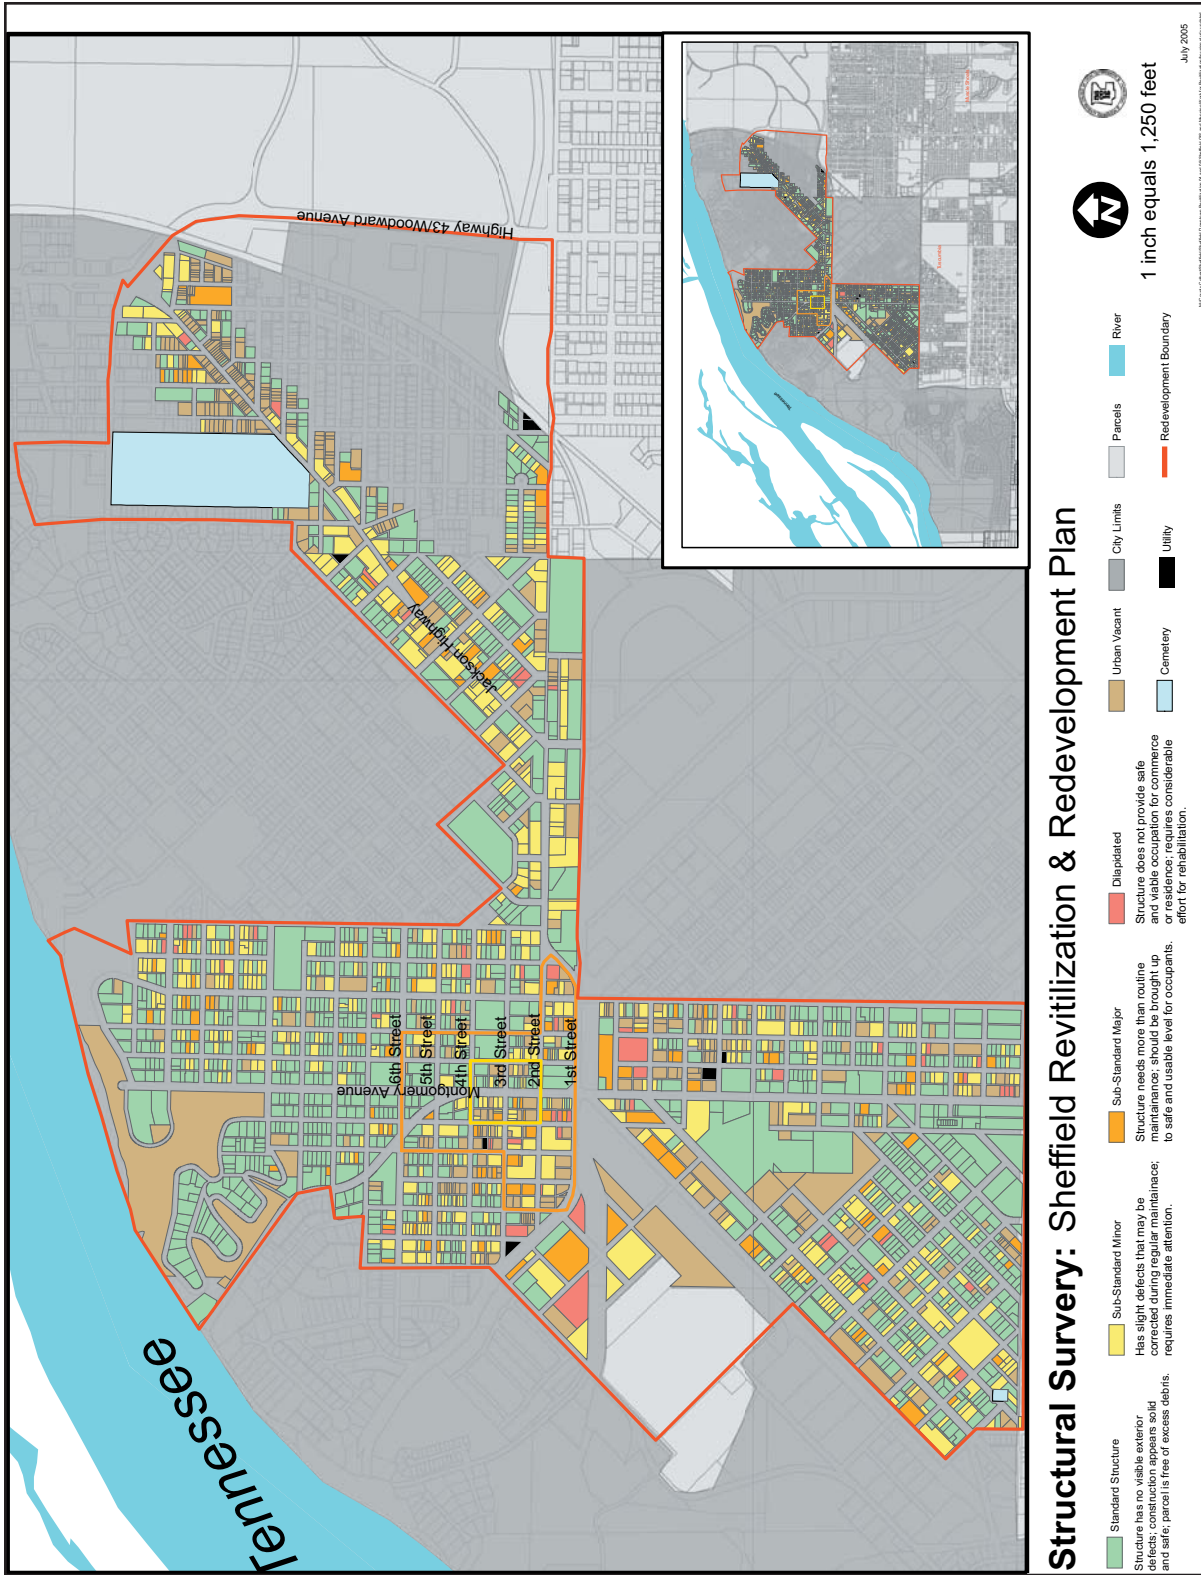 Tennessee
Highway 43/Woodward Avenue
Jackson Highway
Montgomery Avenue
6th Street
5th Street
4th Street
3rd Street
2nd Street
1st Street
Structural Survery: Sheffield Revitilization & Redevelopment Plan
Standard Structure
Structure has no visible exterior
defects; construction appears solid
and safe; parcel is free of excess debris.
Sub-Standard Minor
Has slight defects that may be
corrected during regular maintainace;
requires immediate attention.
Sub-Standard Major
Structure needs more than routine
maintenance; should be brought up
to safe and usable level for occupants.
Dilapidated
Structure does not provide safe
and viable occupation for commerce
or residence; requires considerable
effort for rehabilitation.
Urban Vacant
City Limits
Parcels
River
Cemetery
Utility
Redevelopment Boundary
N
1 inch equals 1,250 feet
July 2005